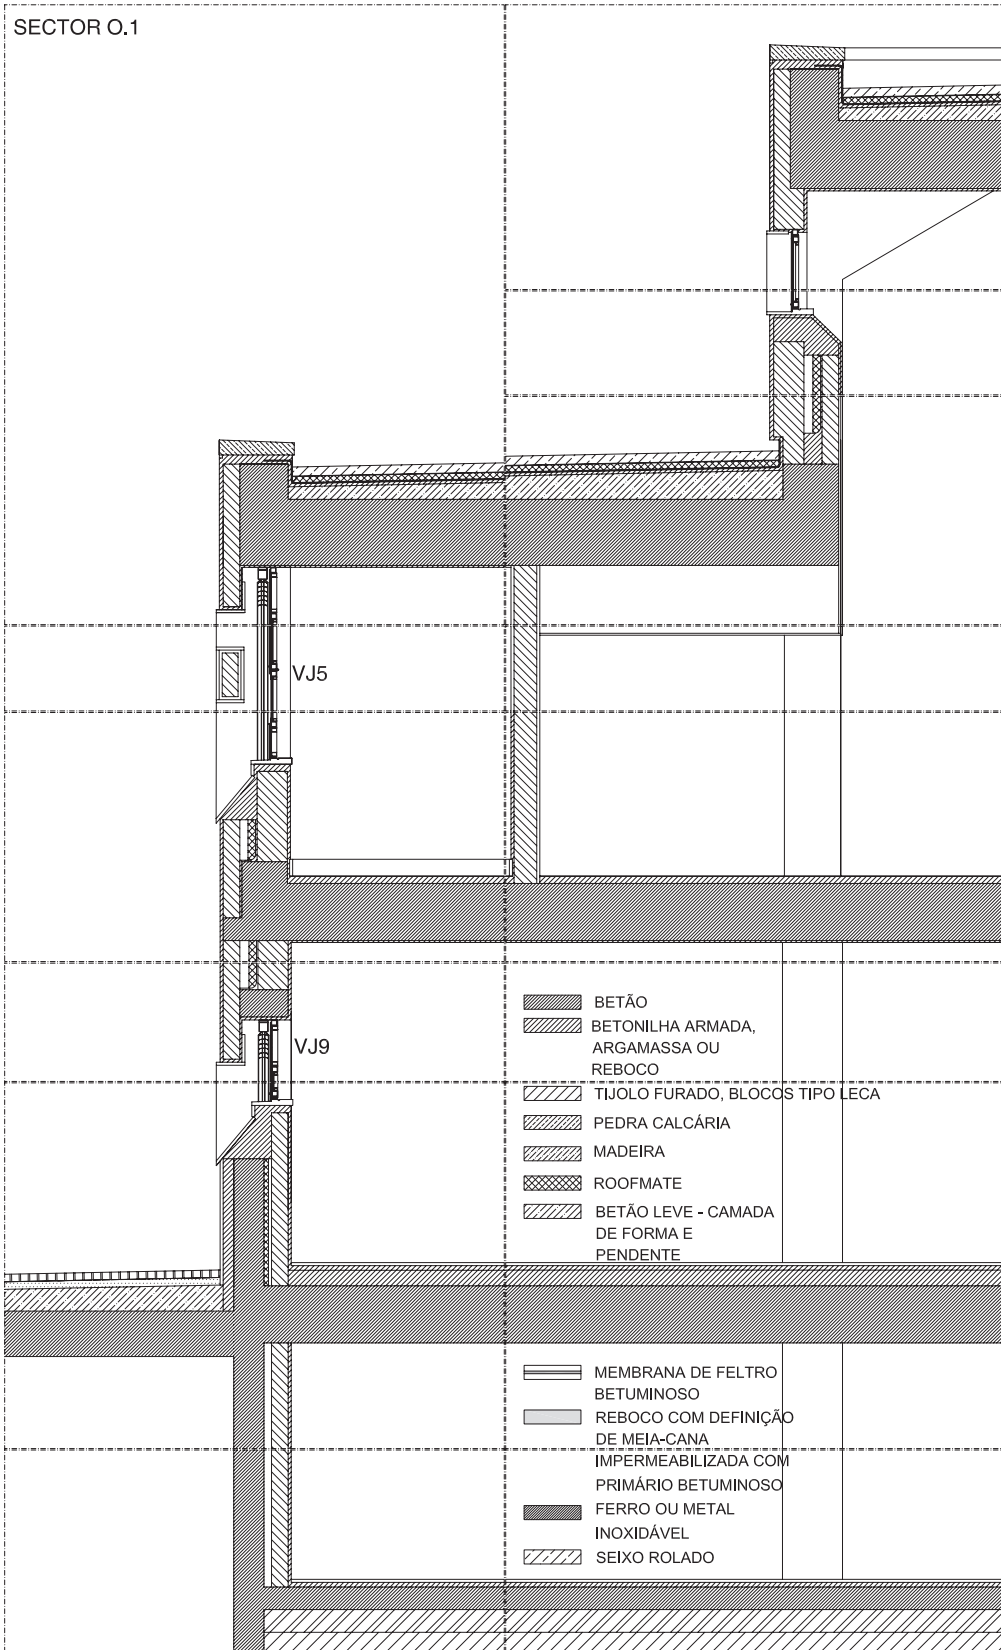 SECTOR O.1
VJ5
VJ9
BETÃO
BETONILHA ARMADA,
ARGAMASSA OU
REBOCO
TIJOLO FURADO, BLOCOS TIPO LECA
PEDRA CALCÁRIA
MADEIRA
ROOFMATE
BETÃO LEVE - CAMADA
DE FORMA E
PENDENTE
MEMBRANA DE FELTRO
BETUMINOSO
REBOCO COM DEFINIÇÃO
DE MEIA-CANA
IMPERMEABILIZADA COM
PRIMÁRIO BETUMINOSO
FERRO OU METAL
INOXIDÁVEL
SEIXO ROLADO